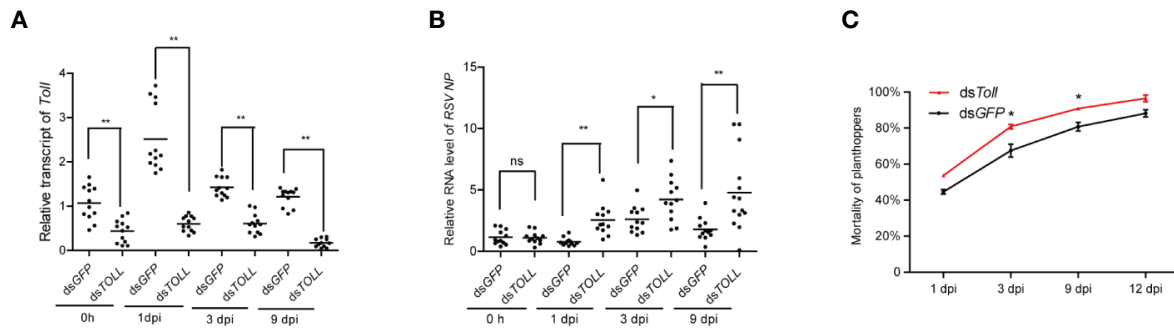 A
Relative transcript of Toll
4
3
2
1
0
**
**
**
**
dsGFP
dsTOLL
dsGFP
dsTOLL
dsGFP
dsTOLL
dsGFP
dsTOLL
0h
1dpi
3 dpi
9 dpi
B
Relative RNA level of RSV NP
15
10
5
0
ns
**
*
**
dsGFP
dsTOLL
dsGFP
dsTOLL
dsGFP
dsTOLL
dsGFP
dsTOLL
0 h
1 dpi
3 dpi
9 dpi
C
Mortality of planthoppers
100%
80%
60%
40%
20%
dsToll
dsGFP
*
*
1 dpi
3 dpi
9 dpi
12 dpi